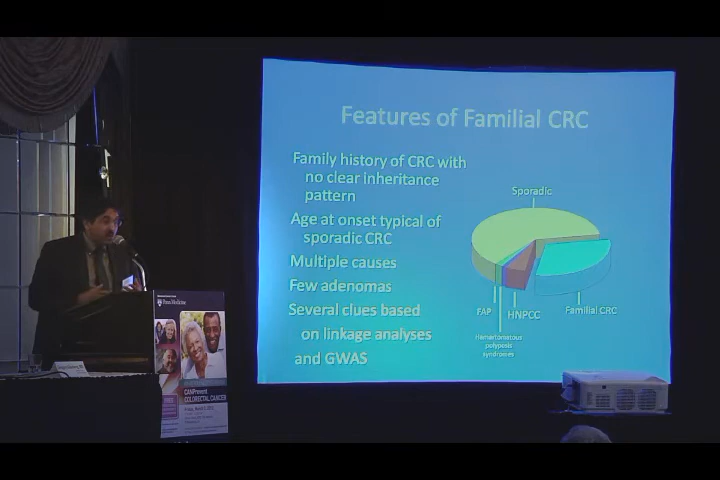 Features of Familial CRC
Family history of CRC with
no clear inheritance
pattern
Age at onset typical of
sporadic CRC
Multiple causes
Few adenomas
Several clues based
on linkage analyses
and GWAS
Sporadic
FAP
HNPCC
Familial CRC
Hamartomatous
polyposis
syndromes
Penn Medicine
CANPrevent
COLORECTAL CANCER